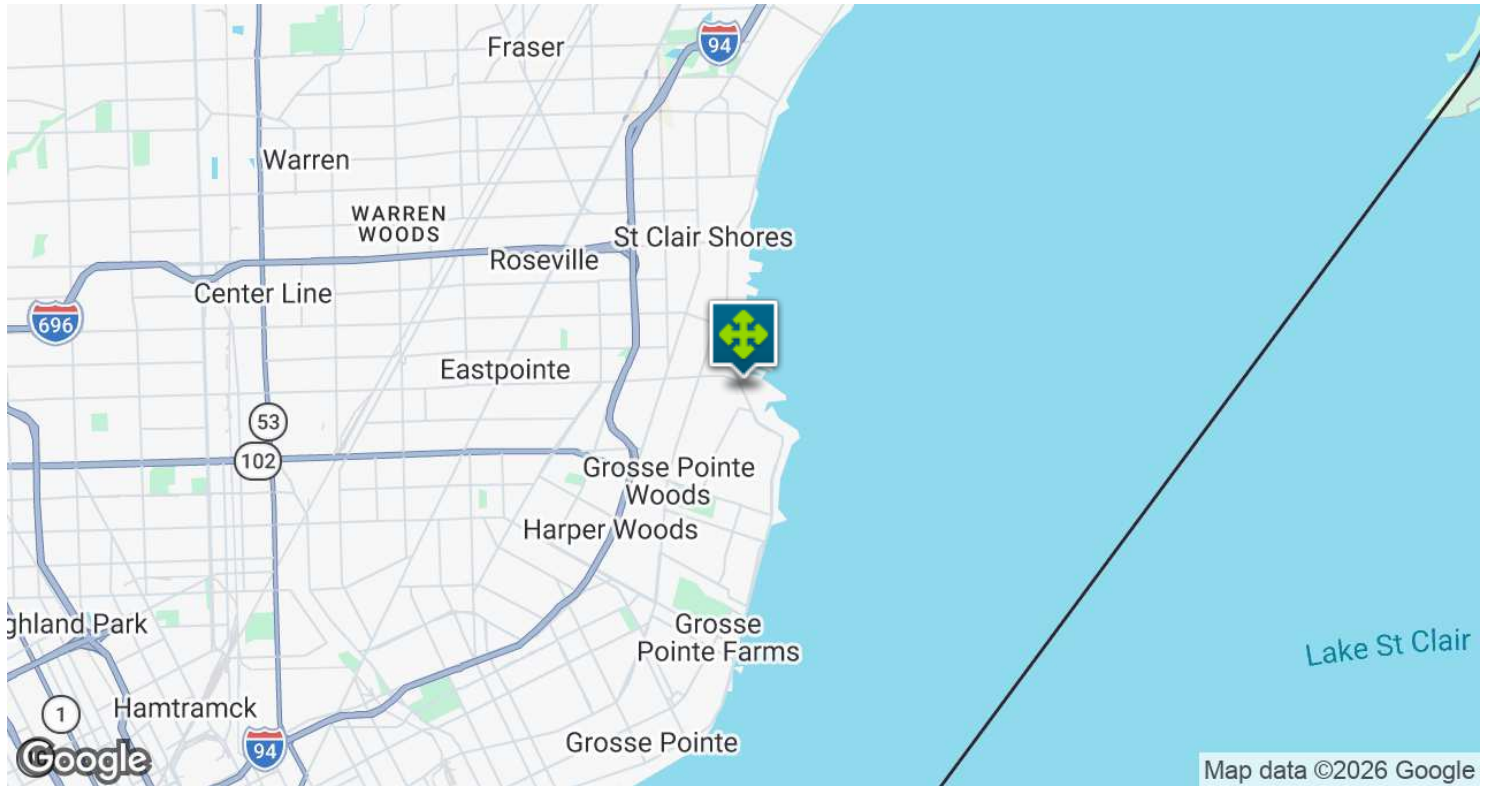 Fraser
94
Warren
WARREN
WOODS
St Clair Shores
Roseville
Center Line
696
Eastpointe
53
102
Grosse Pointe
Woods
Harper Woods
ghland Park
Grosse
Pointe Farms
Lake St Clair
Hamtramck
1
94
Grosse Pointe
Google
Map data ©2026 Google